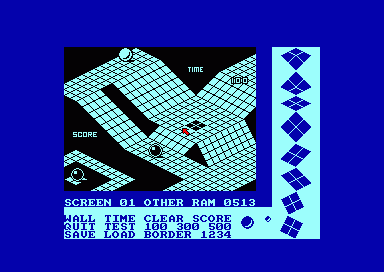 TIME
000
SCORE
SCREEN 01 OTHER RAM 0513
WALL TIME CLEAR SCORE
QUIT TEST 100 300 500
SAVE LOAD BORDER 1234